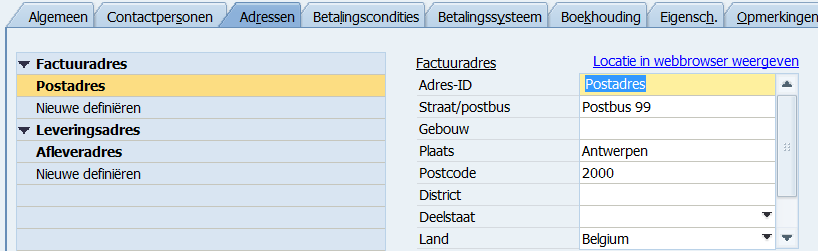 Algemeen Contactpersonen Adressen Betalingscondities Betalingssysteem Boekhouding Eigensch. Opmerkingen
Factuuradres
Postadres
Nieuwe definiëren
Leveringsadres
Afleveradres
Nieuwe definiëren
Factuuradres Locatie in webbrowser weergeven
Adres-ID Postadres
Straat/postbus Postbus 99
Gebouw
Plaats Antwerpen
Postcode 2000
District
Deelstaat
Land Belgium